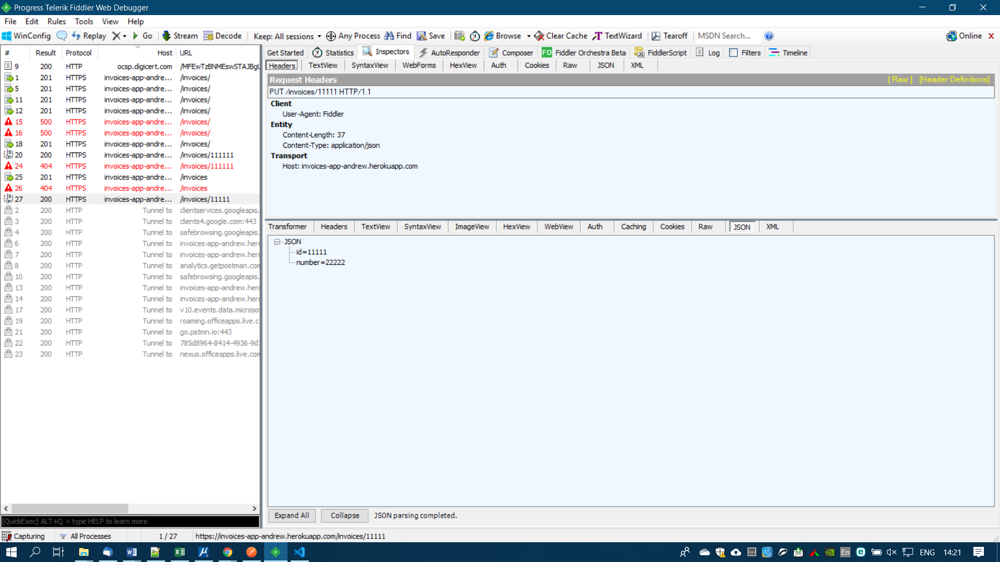 Progress Telerik Fiddler Web Debugger
File Edit Rules Tools View Help
WinConfig Replay Go Stream Decode Keep: All sessions Any Process Find Save Browse Clear Cache TextWizard Tearoff MSDN Search... Online
# Result Protocol Host URL
9 200 HTTP ocsp.digicert.com /MFEwTzBNMEswSTAJBgU
1 201 HTTPS invoices-app-andre... /invoices/
5 201 HTTPS invoices-app-andre... /invoices/
11 201 HTTPS invoices-app-andre... /invoices/
12 201 HTTPS invoices-app-andre... /invoices/
15 500 HTTPS invoices-app-andre... /invoices/
16 500 HTTPS invoices-app-andre... /invoices/
18 201 HTTPS invoices-app-andre... /invoices/
20 200 HTTPS invoices-app-andre... /invoices/111111
24 404 HTTPS invoices-app-andre... /invoices/111111
25 201 HTTPS invoices-app-andre... /invoices
26 404 HTTPS invoices-app-andre... /invoices
27 200 HTTPS invoices-app-andre... /invoices/11111
2 200 HTTP Tunnel to clientservices.googleapis.
3 200 HTTP Tunnel to clients4.google.com:443
4 200 HTTP Tunnel to safebrowsing.googleapis.
6 200 HTTP Tunnel to invoices-app-andrew.hero
7 200 HTTP Tunnel to invoices-app-andrew.hero
8 200 HTTP Tunnel to analytics.getpostman.com
10 200 HTTP Tunnel to safebrowsing.googleapis.
13 200 HTTP Tunnel to invoices-app-andrew.hero
14 200 HTTP Tunnel to invoices-app-andrew.hero
17 200 HTTP Tunnel to v10.events.data.microsof
19 200 HTTP Tunnel to roaming.officeapps.live.c
21 200 HTTP Tunnel to go.pstmn.io:443
22 200 HTTP Tunnel to 785d8964-8414-4936-9d
23 200 HTTP Tunnel to nexus.officeapps.live.com
[QuickExec] ALT+Q > type HELP to learn more
Get Started Statistics Inspectors AutoResponder Composer FO Fiddler Orchestra Beta FiddlerScript Log Filters Timeline
Headers TextView SyntaxView WebForms HexView Auth Cookies Raw JSON XML
Request Headers [ Raw ] [Header Definitions]
PUT /invoices/11111 HTTP/1.1
Client
User-Agent: Fiddler
Entity
Content-Length: 37
Content-Type: application/json
Transport
Host: invoices-app-andrew.herokuapp.com
Transformer Headers TextView SyntaxView ImageView HexView WebView Auth Caching Cookies Raw JSON XML
JSON
id=11111
number=22222
Expand All Collapse JSON parsing completed.
Capturing All Processes 1 / 27 https://invoices-app-andrew.herokuapp.com/invoices/11111
En ENG 14:21